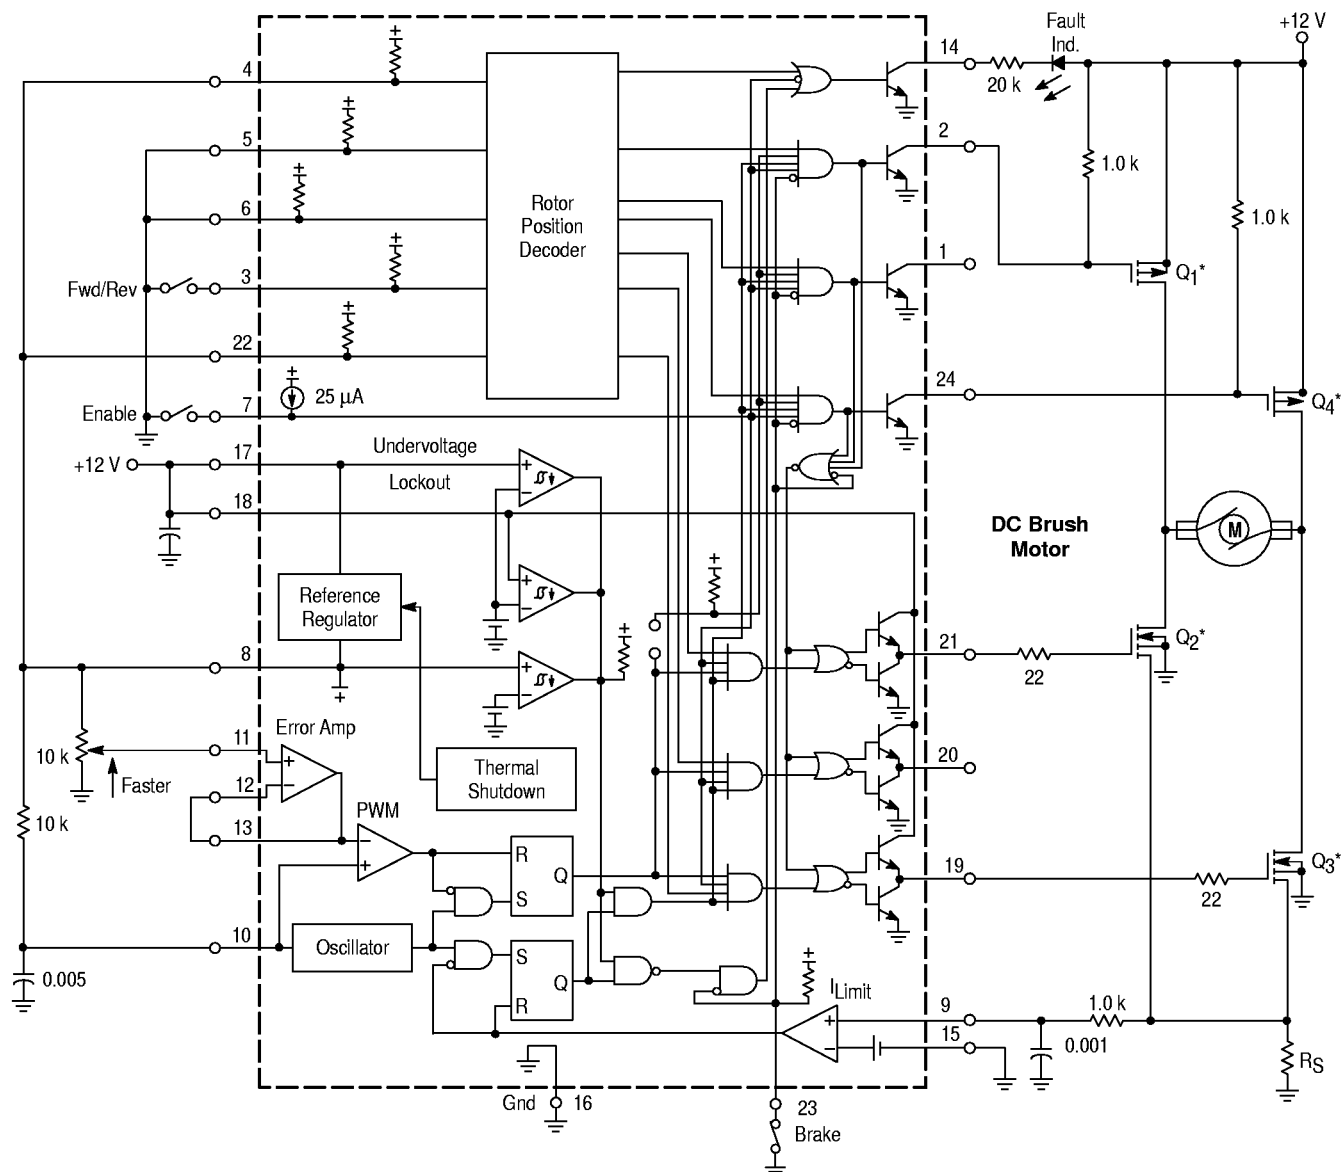 Fault
Ind.
+12 V
4
14
20 k
5
2
1.0 k
1.0 k
Rotor
Position
Decoder
6
1
Q1*
Fwd/Rev
3
22
24
Q4*
Enable
7
25 µA
Undervoltage
Lockout
+12 V
17
18
DC Brush
Motor
M
Reference
Regulator
21
22
Q2*
8
+
Error Amp
10 k
11
Faster
12
Thermal
Shutdown
20
10 k
13
PWM
+
−
−
+
R
S
Q
19
22
Q3*
10
Oscillator
S
R
Q
0.005
ILimit
9
1.0 k
15
0.001
RS
+
−
Gnd
16
23
Brake